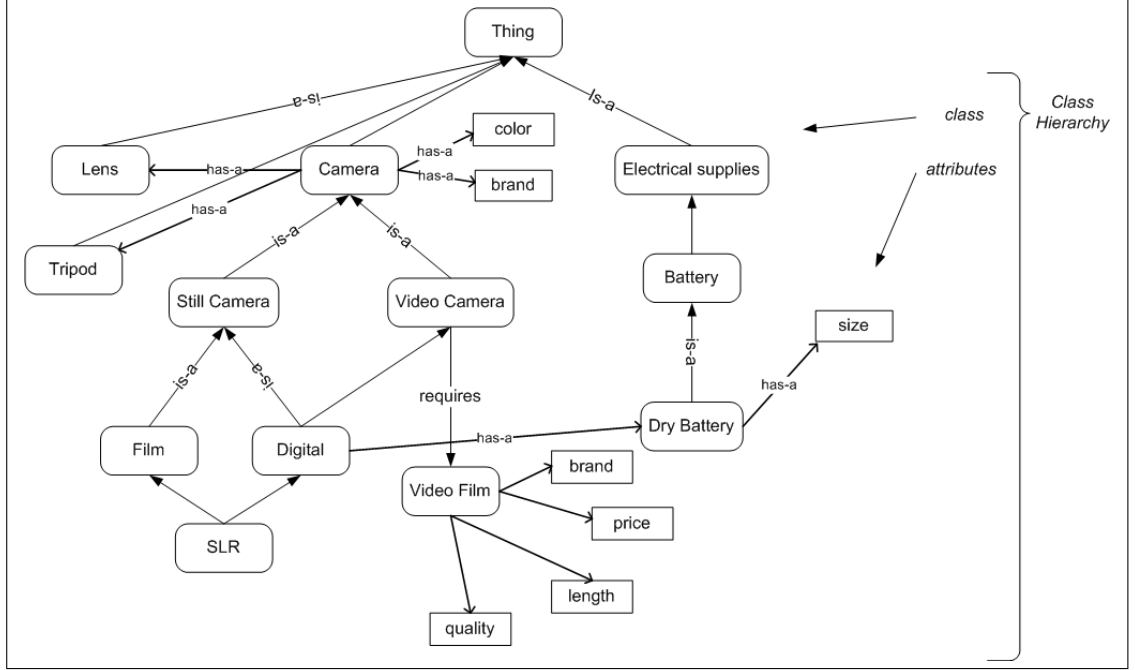 Thing
is-a
Is-a
class
Class
Hierarchy
color
has-a
Lens
has-a
Camera
has-a
brand
Electrical supplies
attributes
has-a
is-a
is-a
Tripod
Battery
Still Camera
Video Camera
size
is-a
is-a
is-a
has-a
requires
Film
Digital
has-a
Dry Battery
brand
Video Film
price
SLR
length
quality